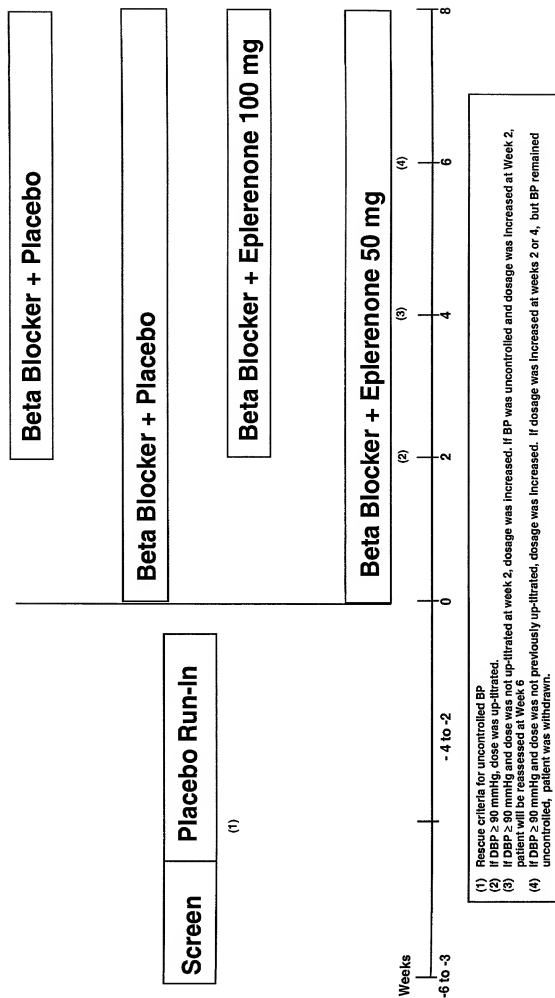 Beta Blocker + Placebo
Beta Blocker + Placebo
Beta Blocker + Eplerenone 100 mg
Beta Blocker + Eplerenone 50 mg
Screen
Placebo Run-In
(1)
(2)
(3)
(4)
Weeks
-6 to -3
-4 to -2
0
2
4
6
8
(1) Rescue criteria for uncontrolled BP
(2) If DBP ≥ 90 mmHg, dose was up-titrated.
(3) If DBP ≥ 90 mmHg and dose was not up-titrated at week 2, dosage was increased. If BP was uncontrolled and dosage was increased at Week 2,
patient will be reassessed at Week 6
(4) If DBP ≥ 90 mmHg and dose was not previously up-titrated, dosage was increased. If dosage was increased at weeks 2 or 4, but BP remained
uncontrolled, patient was withdrawn.